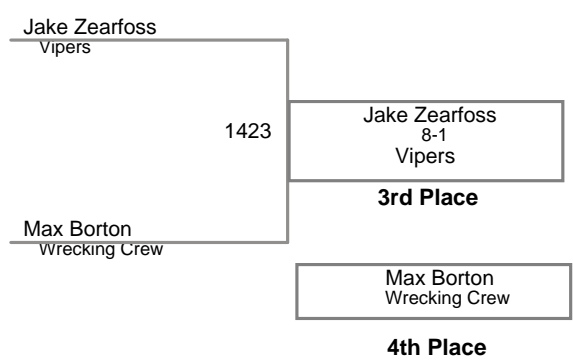 Jake Zearfoss
Vipers
1423
Jake Zearfoss
8-1
Vipers
3rd Place
Max Borton
Wrecking Crew
Max Borton
Wrecking Crew
4th Place